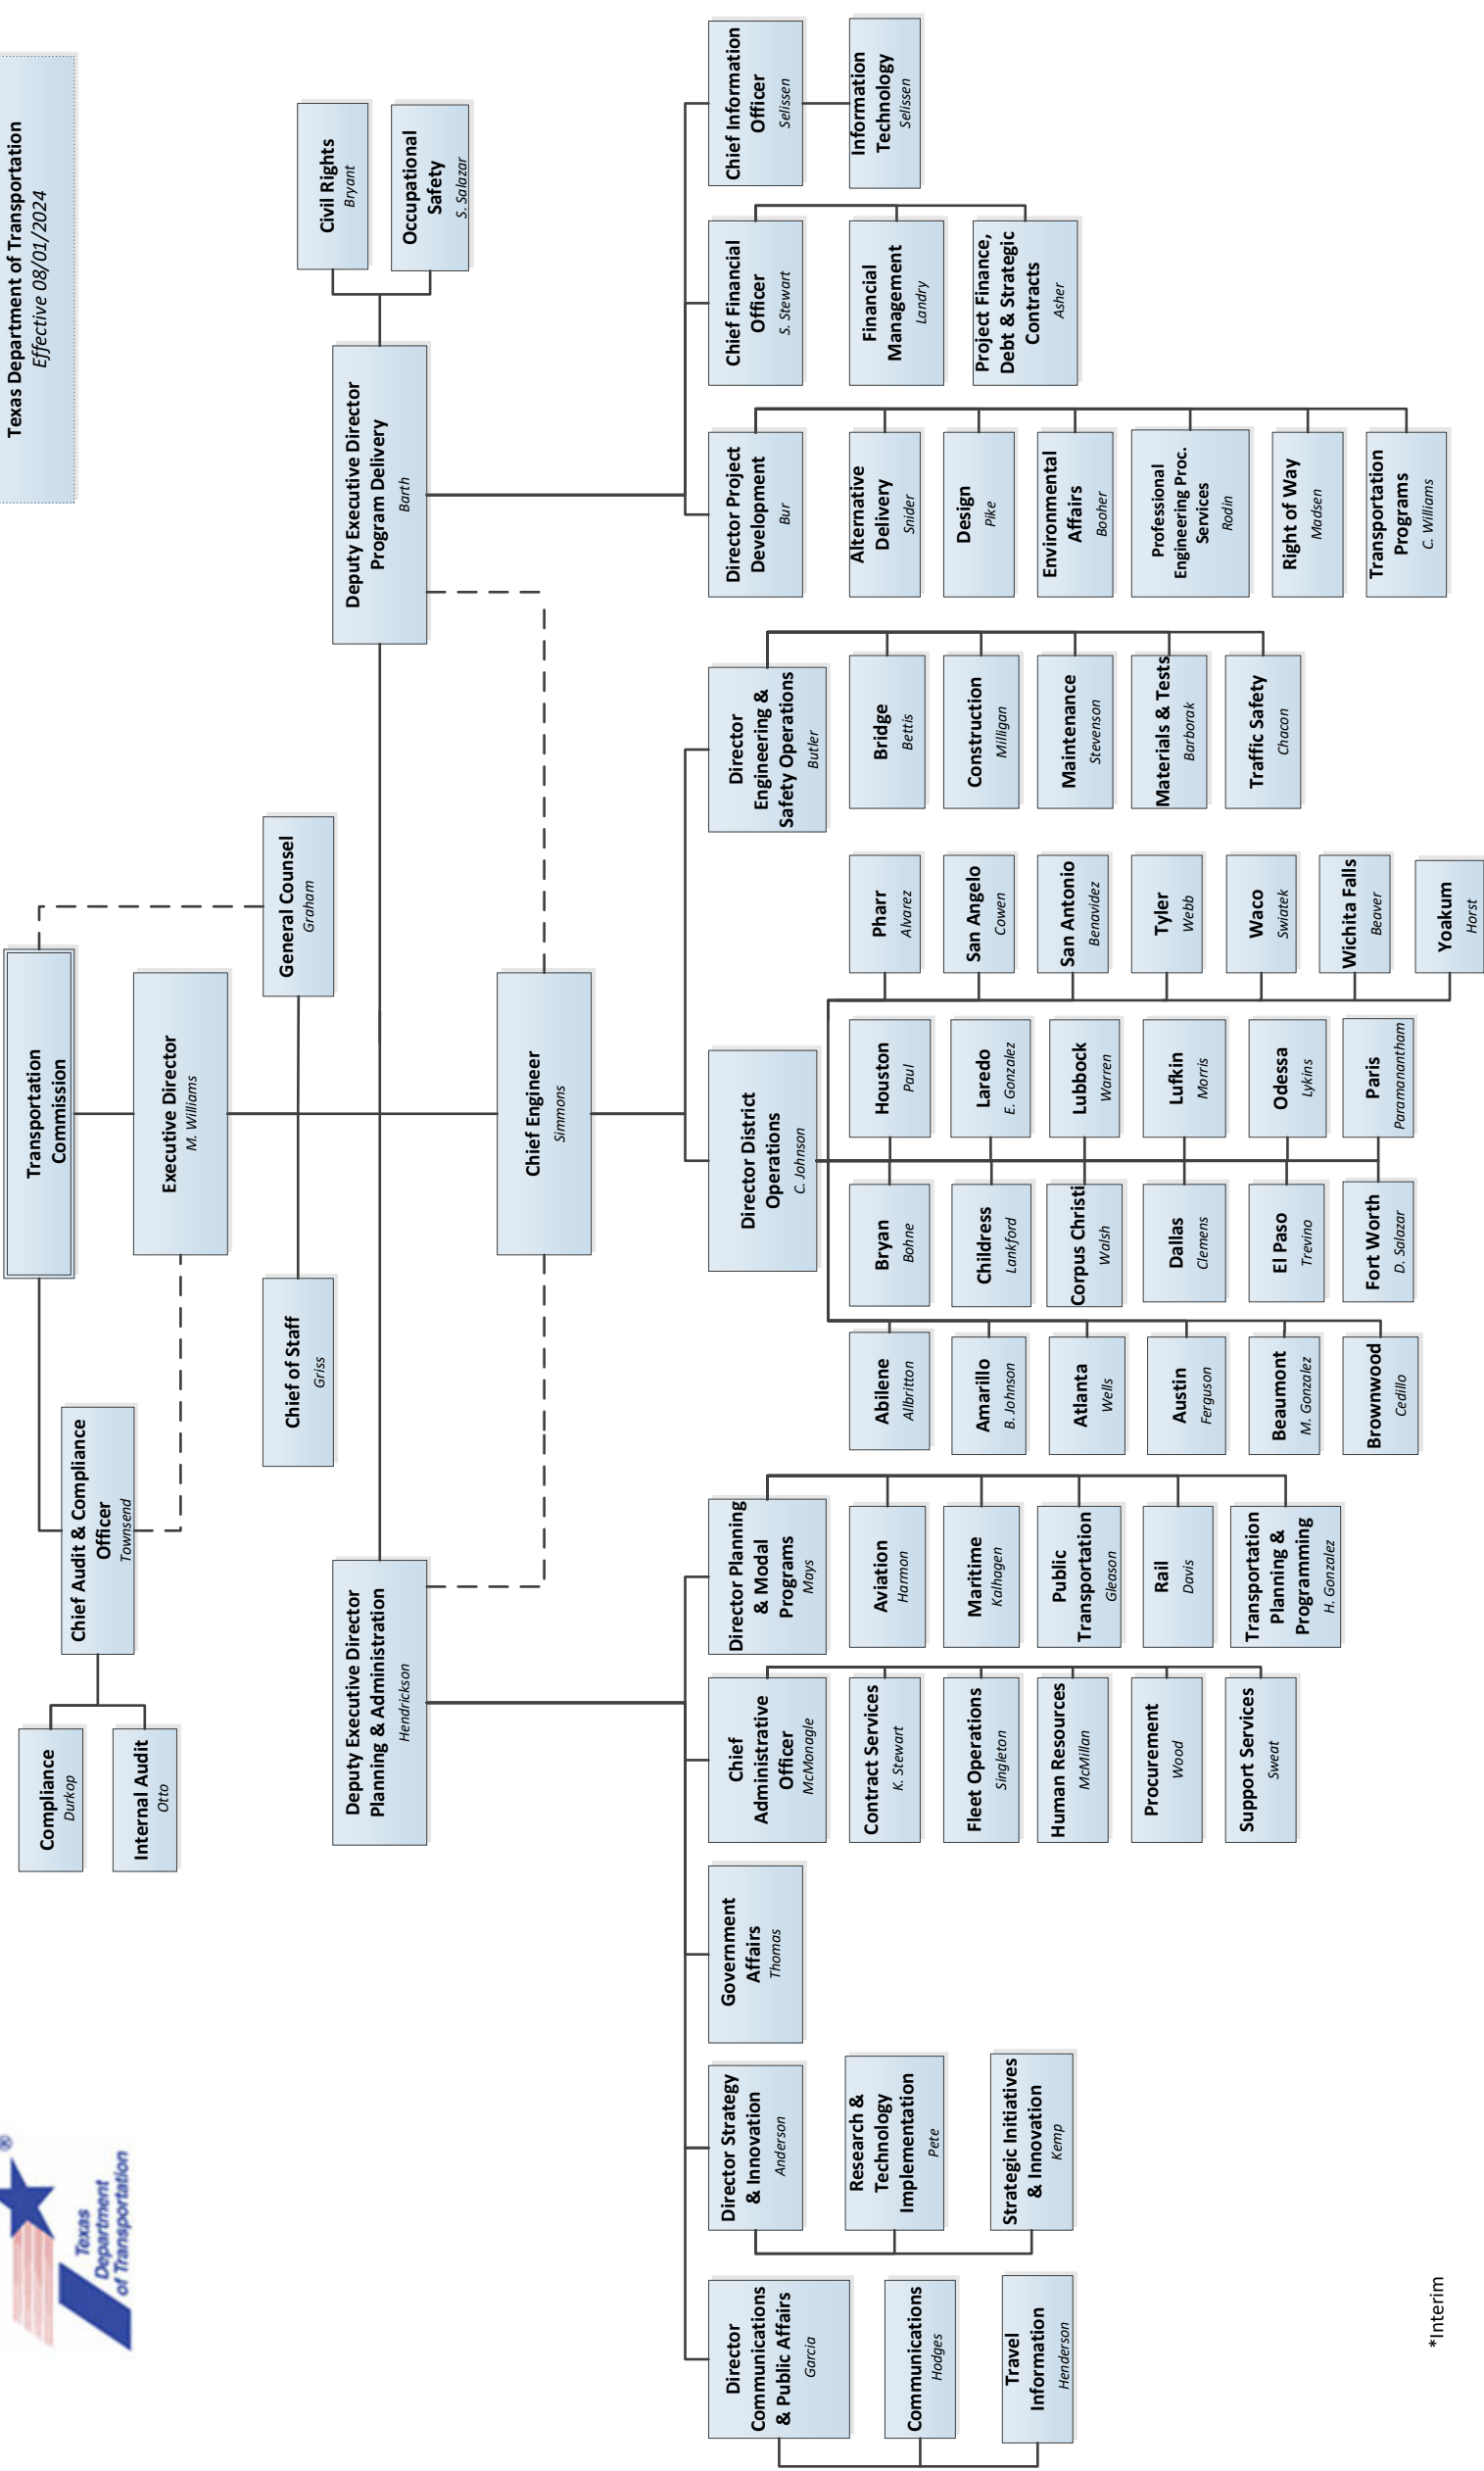 Texas
Department
of Transportation
®
Texas Department of Transportation
Effective 08/01/2024
Transportation
Commission
Executive Director
M. Williams
Chief Audit & Compliance
Officer
Townsend
Compliance
Durkop
Internal Audit
Otto
Chief of Staff
Griss
General Counsel
Graham
Deputy Executive Director
Planning & Administration
Hendrickson
Deputy Executive Director
Program Delivery
Barth
Civil Rights
Bryant
Occupational
Safety
S. Salazar
Chief Engineer
Simmons
Director
Communications
& Public Affairs
Garcia
Communications
Hodges
Travel
Information
Henderson
Director Strategy
& Innovation
Anderson
Research &
Technology
Implementation
Pete
Strategic Initiatives
& Innovation
Kemp
Government
Affairs
Thomas
Chief
Administrative
Officer
McMonagle
Contract Services
K. Stewart
Fleet Operations
Singleton
Human Resources
McMillan
Procurement
Wood
Support Services
Sweat
Director Planning
& Modal
Programs
Mays
Aviation
Harmon
Maritime
Kalhagen
Public
Transportation
Gleason
Rail
Davis
Transportation
Planning &
Programming
H. Gonzalez
Director District
Operations
C. Johnson
Abilene
Allbritton
Amarillo
B. Johnson
Atlanta
Wells
Austin
Ferguson
Beaumont
M. Gonzalez
Brownwood
Cedillo
Bryan
Bohne
Childress
Lankford
Corpus Christi
Walsh
Dallas
Clemens
El Paso
Trevino
Fort Worth
D. Salazar
Houston
Paul
Laredo
E. Gonzalez
Lubbock
Warren
Lufkin
Morris
Odessa
Lykins
Paris
Paramanantham
Pharr
Alvarez
San Angelo
Cowen
San Antonio
Benavidez
Tyler
Webb
Waco
Swiatek
Wichita Falls
Beaver
Yoakum
Horst
Director
Engineering &
Safety Operations
Butler
Bridge
Bettis
Construction
Milligan
Maintenance
Stevenson
Materials & Tests
Barborak
Traffic Safety
Chacon
Director Project
Development
Bur
Alternative
Delivery
Snider
Design
Pike
Environmental
Affairs
Booher
Professional
Engineering Proc.
Services
Rodin
Right of Way
Madsen
Transportation
Programs
C. Williams
Chief Financial
Officer
S. Stewart
Financial
Management
Landry
Project Finance,
Debt & Strategic
Contracts
Asher
Chief Information
Officer
Selissen
Information
Technology
Selissen
*Interim